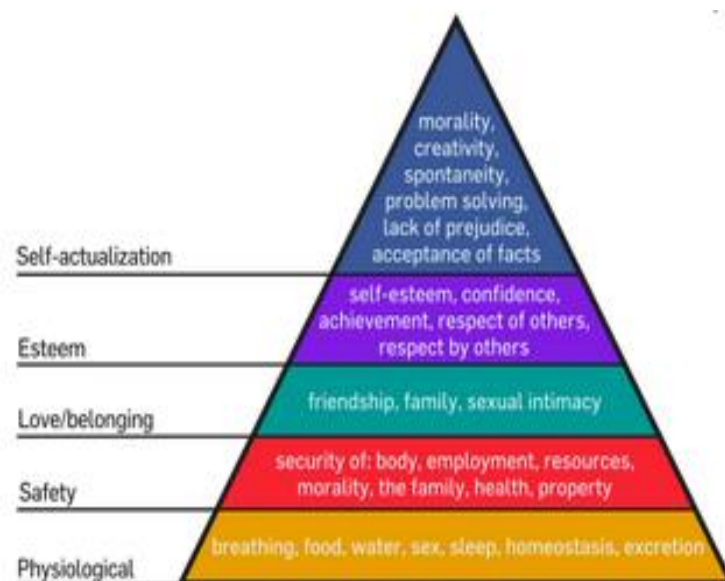 morality,
creativity,
spontaneity,
problem solving,
lack of prejudice,
acceptance of facts
Self-actualization
self-esteem, confidence,
achievement, respect of others,
respect by others
Esteem
friendship, family, sexual intimacy
Love/belonging
security of: body, employment, resources,
morality, the family, health, property
Safety
breathing, food, water, sex, sleep, homeostasis, excretion
Physiological